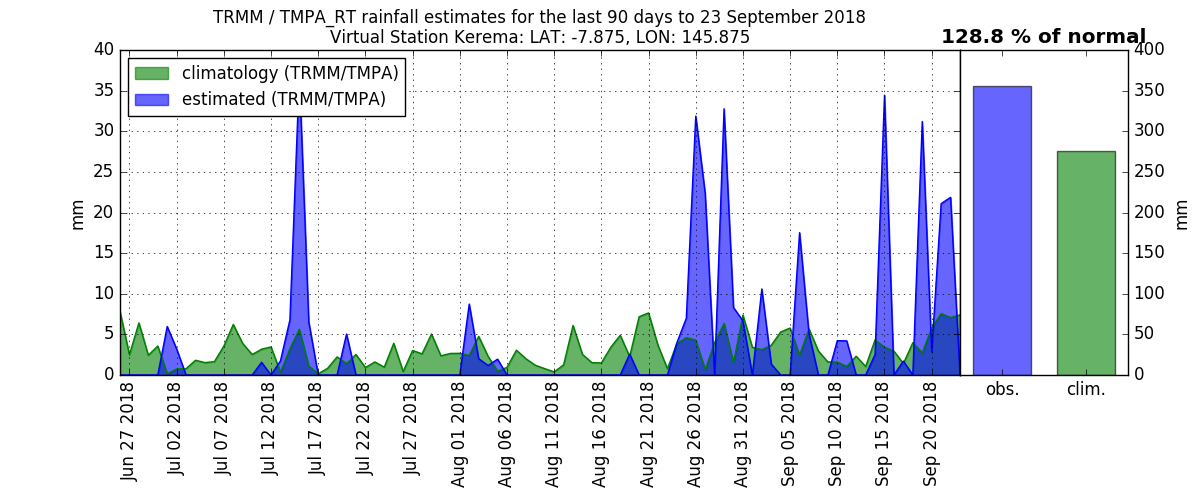 TRMM / TMPA_RT rainfall estimates for the last 90 days to 23 September 2018
Virtual Station Kerema: LAT: -7.875, LON: 145.875
128.8 % of normal
climatology (TRMM/TMPA)
estimated (TRMM/TMPA)
mm
40
35
30
25
20
15
10
5
0
Jun 27 2018
Jul 02 2018
Jul 07 2018
Jul 12 2018
Jul 17 2018
Jul 22 2018
Jul 27 2018
Aug 01 2018
Aug 06 2018
Aug 11 2018
Aug 16 2018
Aug 21 2018
Aug 26 2018
Aug 31 2018
Sep 05 2018
Sep 10 2018
Sep 15 2018
Sep 20 2018
obs.
clim.
400
350
300
250
200
150
100
50
0
mm